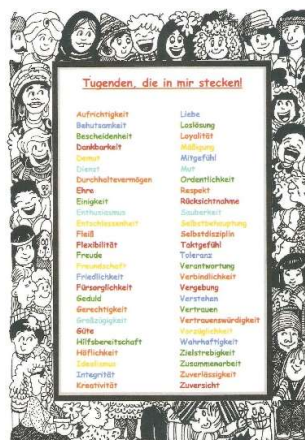 Tugenden, die in mir stecken!
Aufrichtigkeit
Behutsamkeit
Bescheidenheit
Dankbarkeit
Demut
Dienst
Durchhaltevermögen
Ehre
Einigkeit
Enthusiasmus
Entschlossenheit
Fleiß
Flexibilität
Freude
Freundschaft
Friedlichkeit
Fürsorglichkeit
Geduld
Gerechtigkeit
Großzügigkeit
Güte
Hilfsbereitschaft
Höflichkeit
Idealismus
Integrität
Kreativität
Liebe
Loslösung
Loyalität
Mäßigung
Mitgefühl
Mut
Ordentlichkeit
Respekt
Rücksichtnahme
Sauberkeit
Selbstbehauptung
Selbstdisziplin
Taktgefühl
Toleranz
Verantwortung
Verbindlichkeit
Vergebung
Verstehen
Vertrauen
Vertrauenswürdigkeit
Vorzüglichkeit
Wahrhaftigkeit
Zielstrebigkeit
Zusammenarbeit
Zuverlässigkeit
Zuversicht